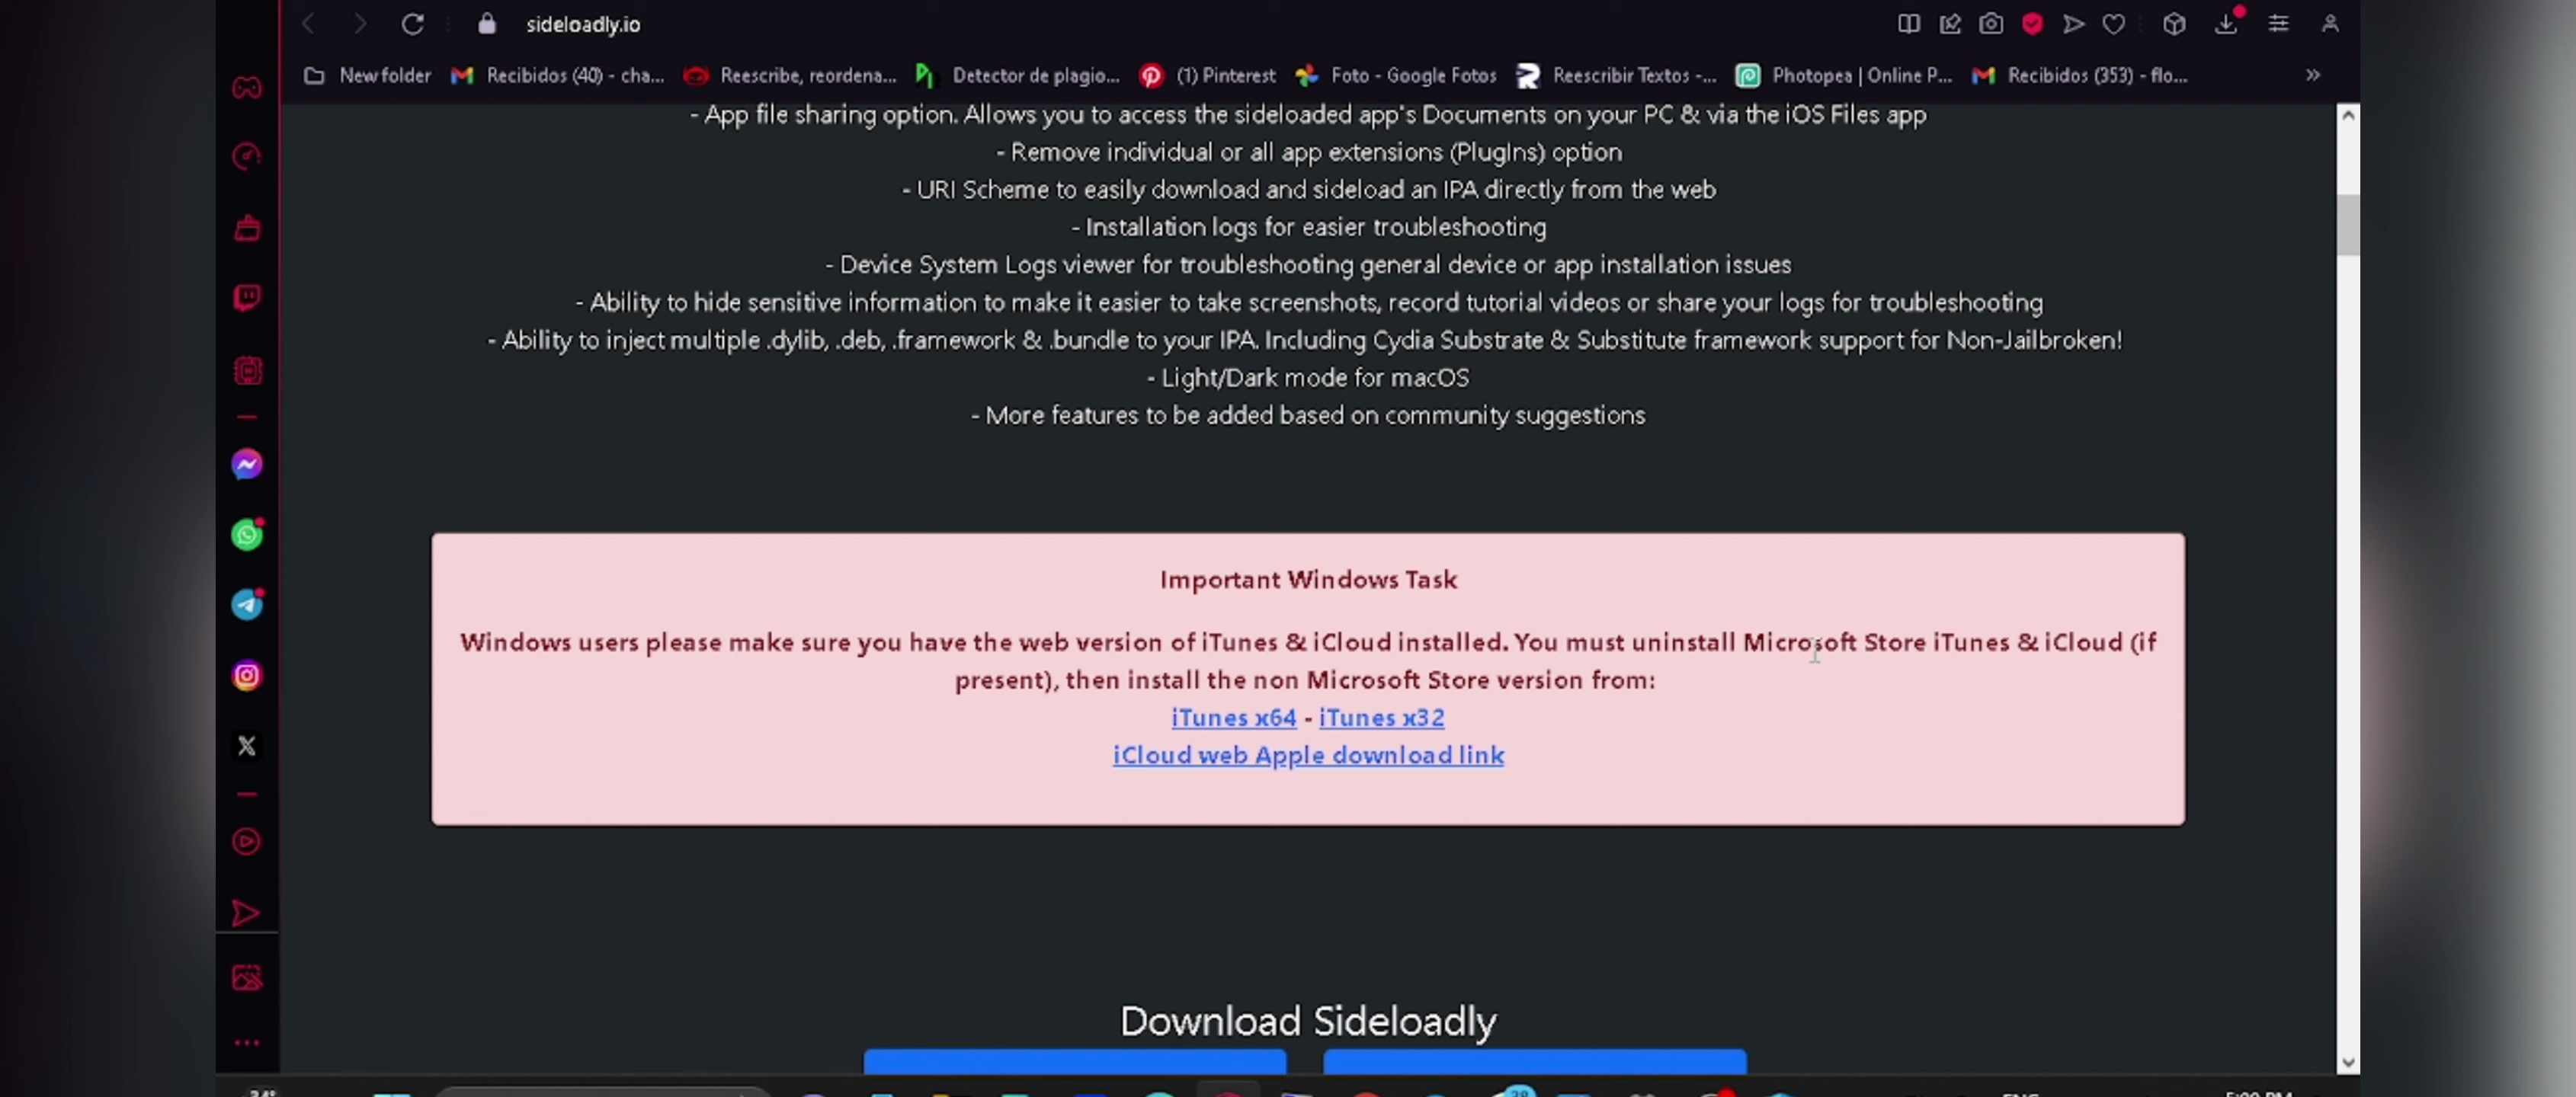 sideloadly.io
New folder
Recibidos (40) - cha...
Reescribe, reordena...
Detector de plagio...
(1) Pinterest
Foto - Google Fotos
Reescribir Textos -...
Photopea | Online P...
Recibidos (353) - flo...
- App file sharing option. Allows you to access the sideloaded app's Documents on your PC & via the iOS Files app
- Remove individual or all app extensions (PlugIns) option
- URI Scheme to easily download and sideload an IPA directly from the web
- Installation logs for easier troubleshooting
- Device System Logs viewer for troubleshooting general device or app installation issues
- Ability to hide sensitive information to make it easier to take screenshots, record tutorial videos or share your logs for troubleshooting
- Ability to inject multiple .dylib, .deb, .framework & .bundle to your IPA. Including Cydia Substrate & Substitute framework support for Non-Jailbroken!
- Light/Dark mode for macOS
- More features to be added based on community suggestions
Important Windows Task
Windows users please make sure you have the web version of iTunes & iCloud installed. You must uninstall Microsoft Store iTunes & iCloud (if
present), then install the non Microsoft Store version from:
iTunes x64 - iTunes x32
iCloud web Apple download link
Download Sideloadly